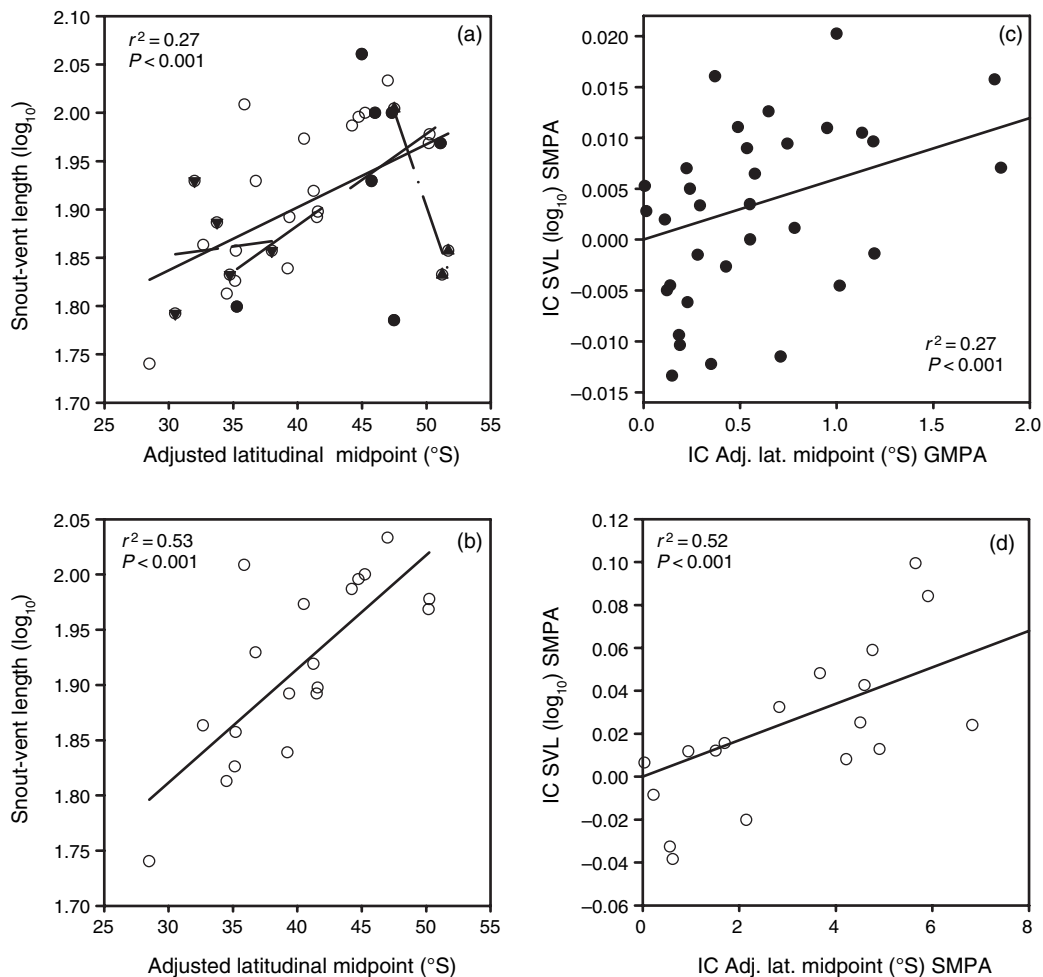 (a)
r² = 0.27
P < 0.001
Snout-vent length (log₁₀)
2.10
2.05
2.00
1.95
1.90
1.85
1.80
1.75
1.70
25 30 35 40 45 50 55
Adjusted latitudinal midpoint (°S)
(c)
r² = 0.27
P < 0.001
IC SVL (log₁₀) SMPA
0.020
0.015
0.010
0.005
0.000
−0.005
−0.010
−0.015
0.0 0.5 1.0 1.5 2.0
IC Adj. lat. midpoint (°S) GMPA
(b)
r² = 0.53
P < 0.001
Snout-vent length (log₁₀)
2.05
2.00
1.95
1.90
1.85
1.80
1.75
1.70
25 30 35 40 45 50 55
Adjusted latitudinal midpoint (°S)
(d)
r² = 0.52
P < 0.001
IC SVL (log₁₀) SMPA
0.12
0.10
0.08
0.06
0.04
0.02
0.00
−0.02
−0.04
−0.06
0 2 4 6 8
IC Adj. lat. midpoint (°S) SMPA